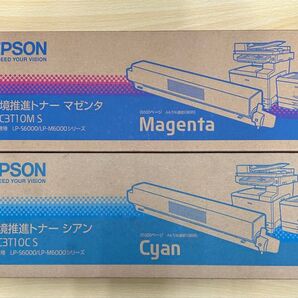 EPSON
EED YOUR VISION
境推進トナー マゼンタ
C3T10M S
LP-S6000/LP-M6000シリーズ
Magenta
EPSON
EED YOUR VISION
境推進トナー シアン
C3T10C S
LP-S6000/LP-M6000シリーズ
Cyan